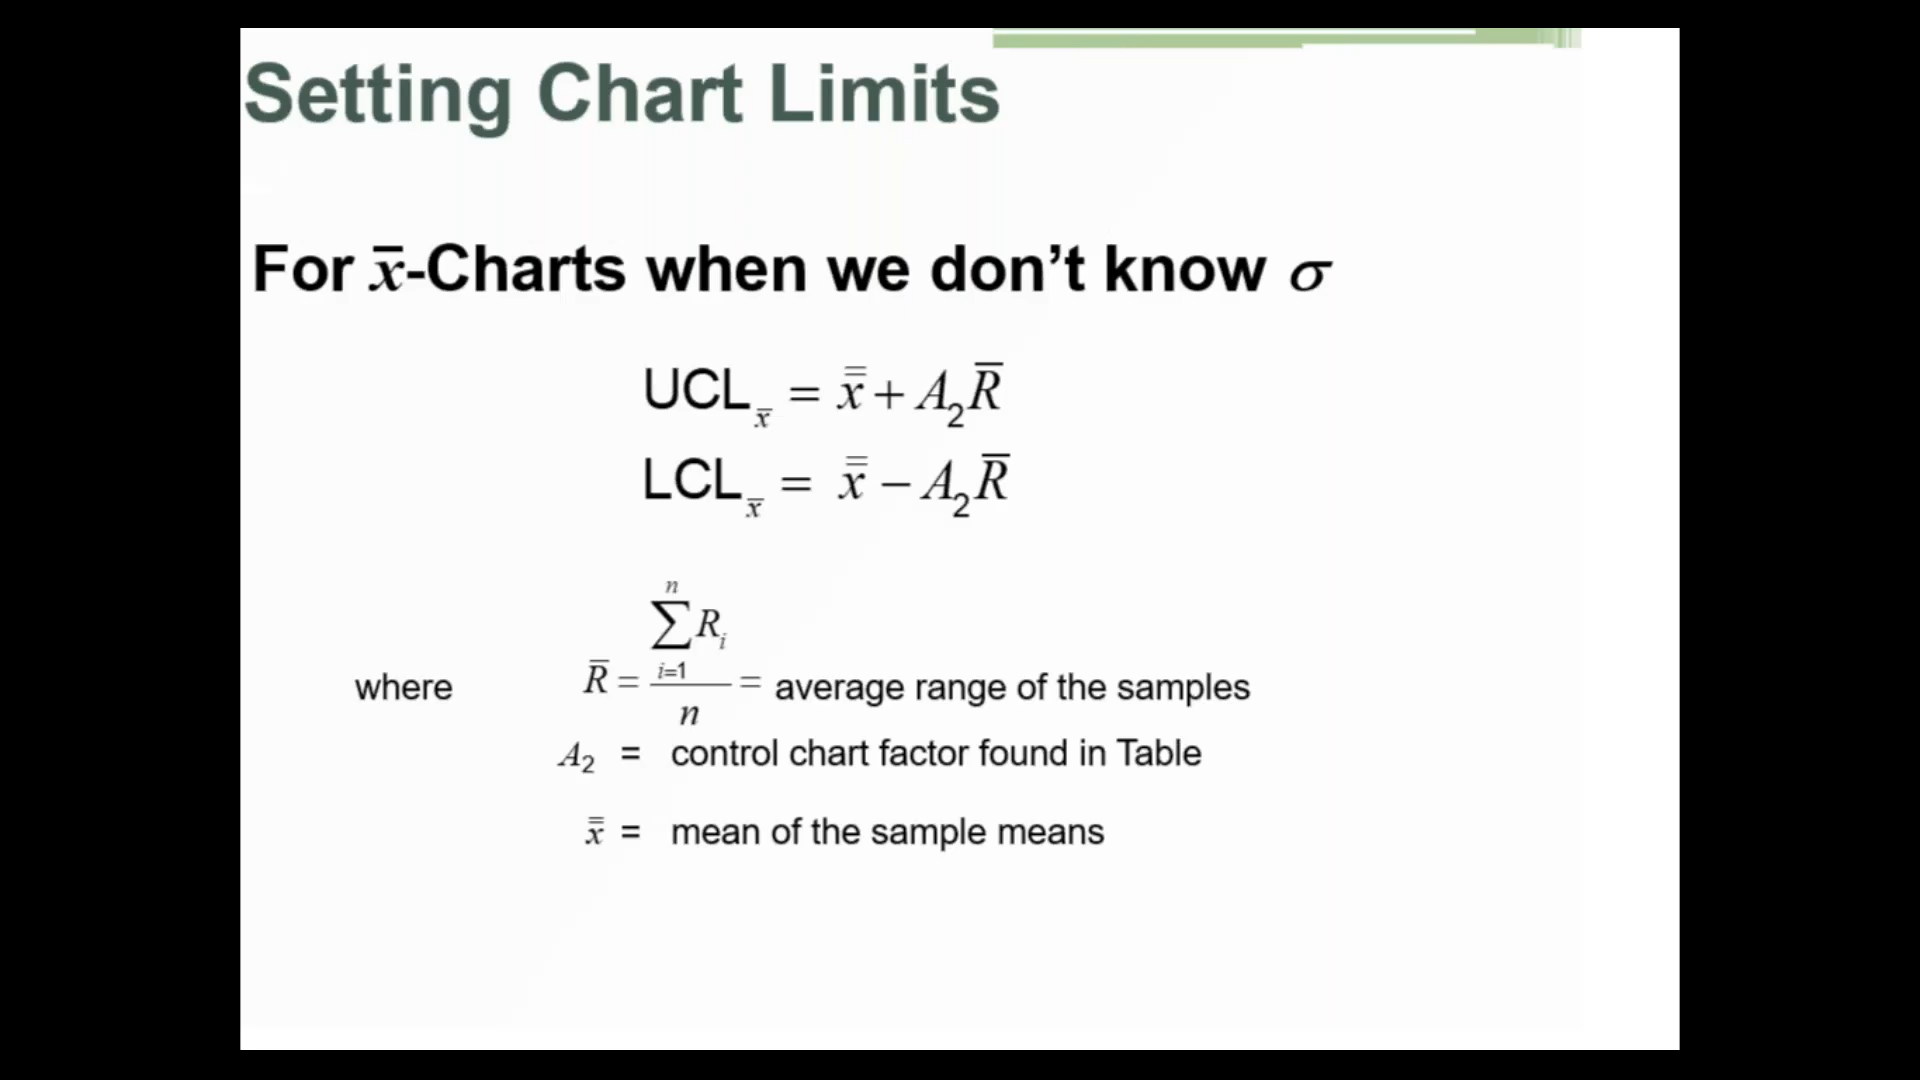 Setting Chart Limits
For x̅-Charts when we don’t know σ
UCL_x̅ = x̿ + A₂R̅
LCL_x̅ = x̿ − A₂R̅
where R̅ = (∑_{i=1}^{n} R_i) / n = average range of the samples
A₂ = control chart factor found in Table
x̿ = mean of the sample means